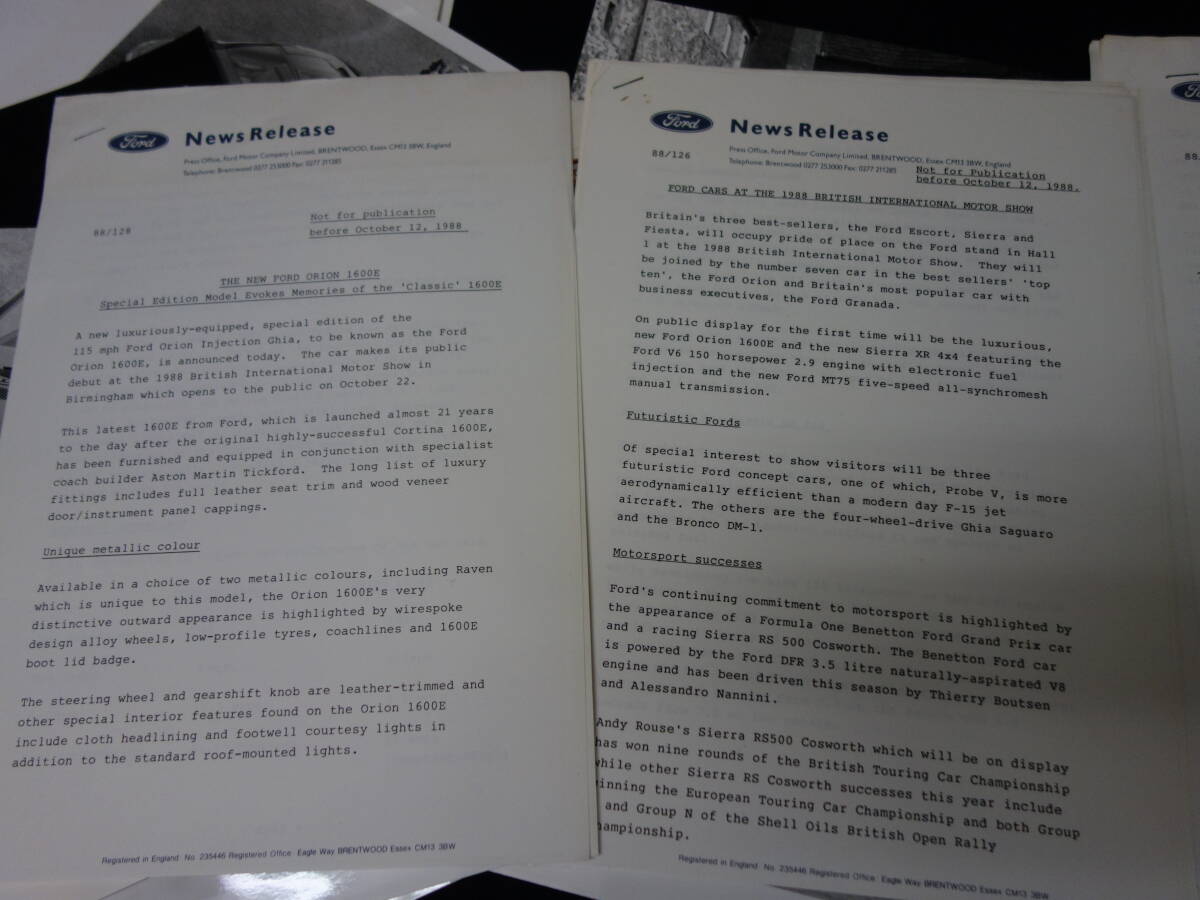 Ford
News Release
Press Office, Ford Motor Company Limited, BRENTWOOD, Essex CM13 3BW, England
Telephone: Brentwood 0277 253000 Fax: 0277 211285
88/128
Not for publication
before October 12, 1988
THE NEW FORD ORION 1600E
Special Edition Model Evokes Memories of the 'Classic' 1600E
A new luxuriously-equipped, special edition of the
115 mph Ford Orion Injection Ghia, to be known as the Ford
Orion 1600E, is announced today. The car makes its public
debut at the 1988 British International Motor Show in
Birmingham which opens to the public on October 22.
This latest 1600E from Ford, which is launched almost 21 years
to the day after the original highly-successful Cortina 1600E,
has been furnished and equipped in conjunction with specialist
coach builder Aston Martin Tickford. The long list of luxury
fittings includes full leather seat trim and wood veneer
door/instrument panel cappings.
Unique metallic colour
Available in a choice of two metallic colours, including Raven
which is unique to this model, the Orion 1600E's very
distinctive outward appearance is highlighted by wirespoke
design alloy wheels, low-profile tyres, coachlines and 1600E
boot lid badge.
The steering wheel and gearshift knob are leather-trimmed and
other special interior features found on the Orion 1600E
include cloth headlining and footwell courtesy lights in
addition to the standard roof-mounted lights.
Registered in England No. 235446 Registered Office: Eagle Way BRENTWOOD Essex CM13 3BW
Ford
News Release
Press Office, Ford Motor Company Limited, BRENTWOOD, Essex CM13 3BW, England
Telephone: Brentwood 0277 253000 Fax: 0277 211285
88/126
Not for Publication
before October 12, 1988.
FORD CARS AT THE 1988 BRITISH INTERNATIONAL MOTOR SHOW
Britain's three best-sellers, the Ford Escort, Sierra and
Fiesta, will occupy pride of place on the Ford stand in Hall
1 at the 1988 British International Motor Show. They will
be joined by the number seven car in the best sellers' 'top
ten', the Ford Orion and Britain's most popular car with
business executives, the Ford Granada.
On public display for the first time will be the luxurious,
new Ford Orion 1600E and the new Sierra XR 4x4 featuring the
Ford V6 150 horsepower 2.9 engine with electronic fuel
injection and the new Ford MT75 five-speed all-synchromesh
manual transmission.
Futuristic Fords
Of special interest to show visitors will be three
futuristic Ford concept cars, one of which, Probe V, is more
aerodynamically efficient than a modern day F-15 jet
aircraft. The others are the four-wheel-drive Ghia Saguaro
and the Bronco DM-1.
Motorsport successes
Ford's continuing commitment to motorsport is highlighted by
the appearance of a Formula One Benetton Ford Grand Prix car
and a racing Sierra RS 500 Cosworth. The Benetton Ford car
is powered by the Ford DFR 3.5 litre naturally-aspirated V8
engine and has been driven this season by Thierry Boutsen
and Alessandro Nannini.
Andy Rouse's Sierra RS500 Cosworth which will be on display
has won nine rounds of the British Touring Car Championship
while other Sierra RS Cosworth successes this year include
winning the European Touring Car Championship and both Group
and Group N of the Shell Oils British Open Rally
hampionship.
Registered in England No. 235446 Registered Office: Eagle Way BRENTWOOD Essex CM13 3BW
88